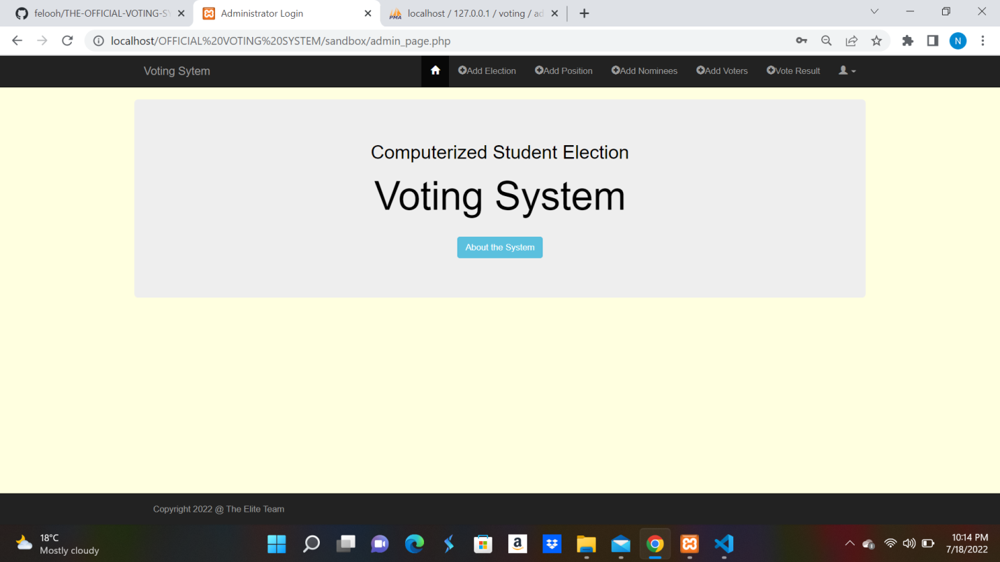 felooh/THE-OFFICIAL-VOTING-SY
Administrator Login
localhost / 127.0.0.1 / voting / ad
localhost/OFFICIAL%20VOTING%20SYSTEM/sandbox/admin_page.php
N
Voting Sytem
Add Election
Add Position
Add Nominees
Add Voters
Vote Result
Computerized Student Election
Voting System
About the System
Copyright 2022 @ The Elite Team
18°C
Mostly cloudy
10:14 PM
7/18/2022